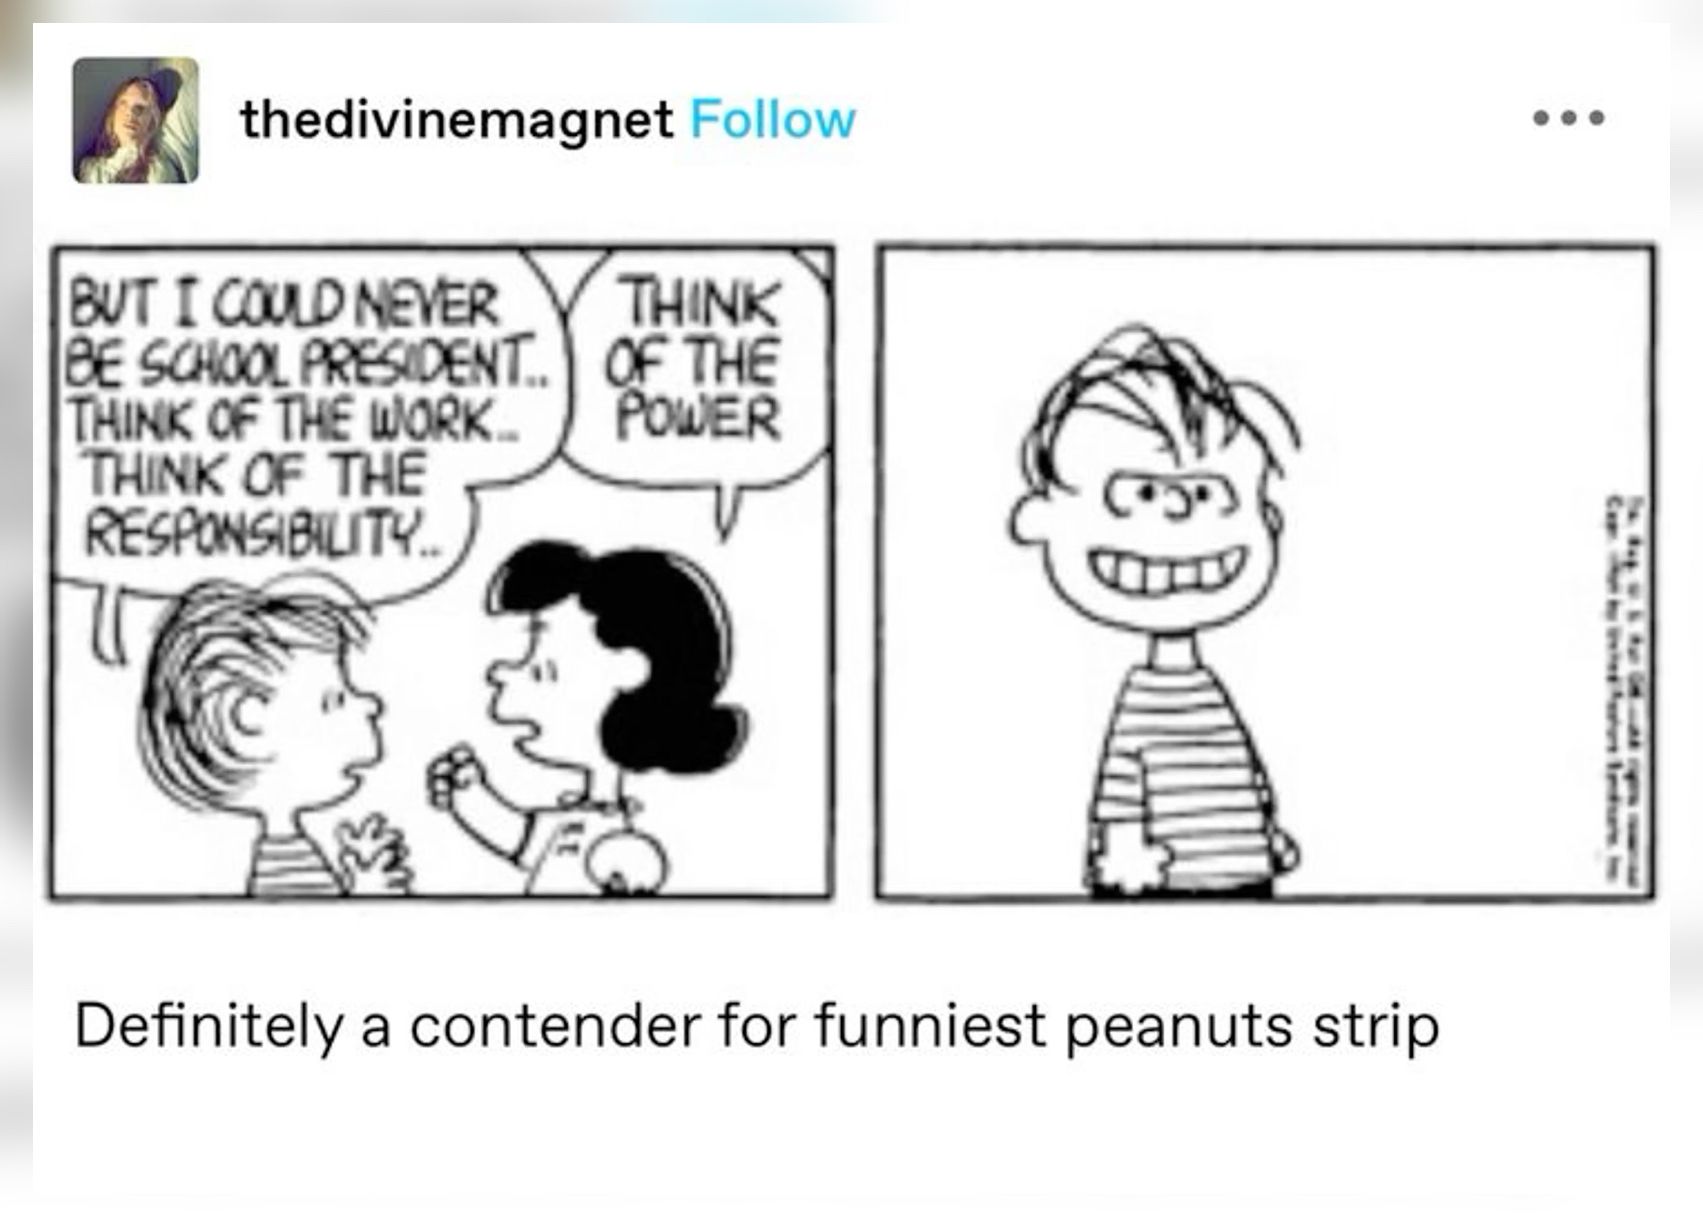 thedivinemagnet Follow
BUT I COULD NEVER
BE SCHOOL PRESIDENT..
THINK OF THE WORK..
THINK OF THE
RESPONSIBILITY..
THINK
OF THE
POWER
Definitely a contender for funniest peanuts strip